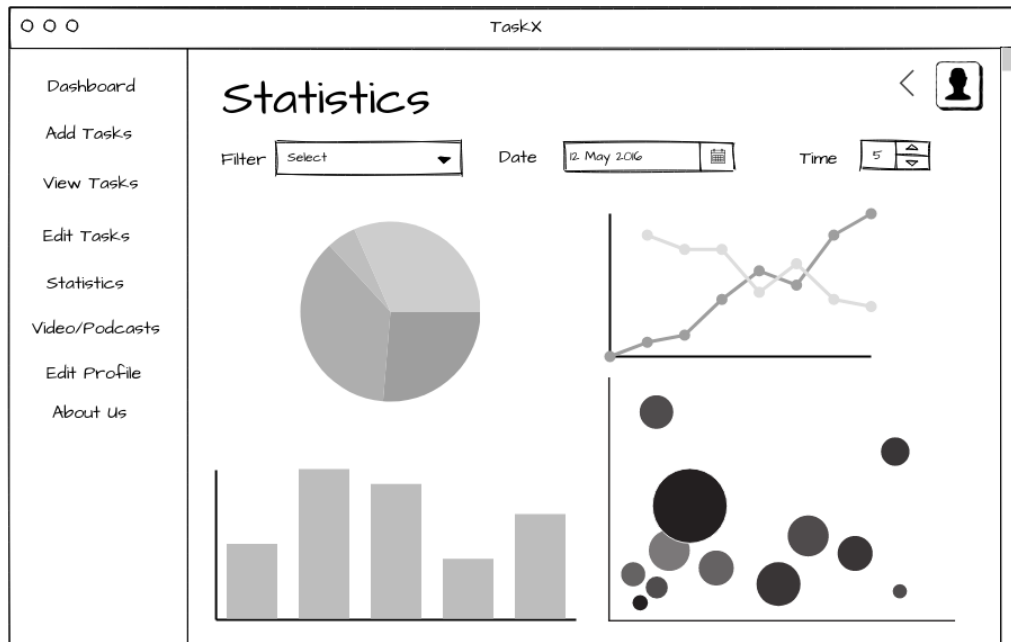 TaskX
Dashboard
Add Tasks
View Tasks
Edit Tasks
Statistics
Video/Podcasts
Edit Profile
About Us
Statistics
Filter Select Date 12 May 2016 Time 5